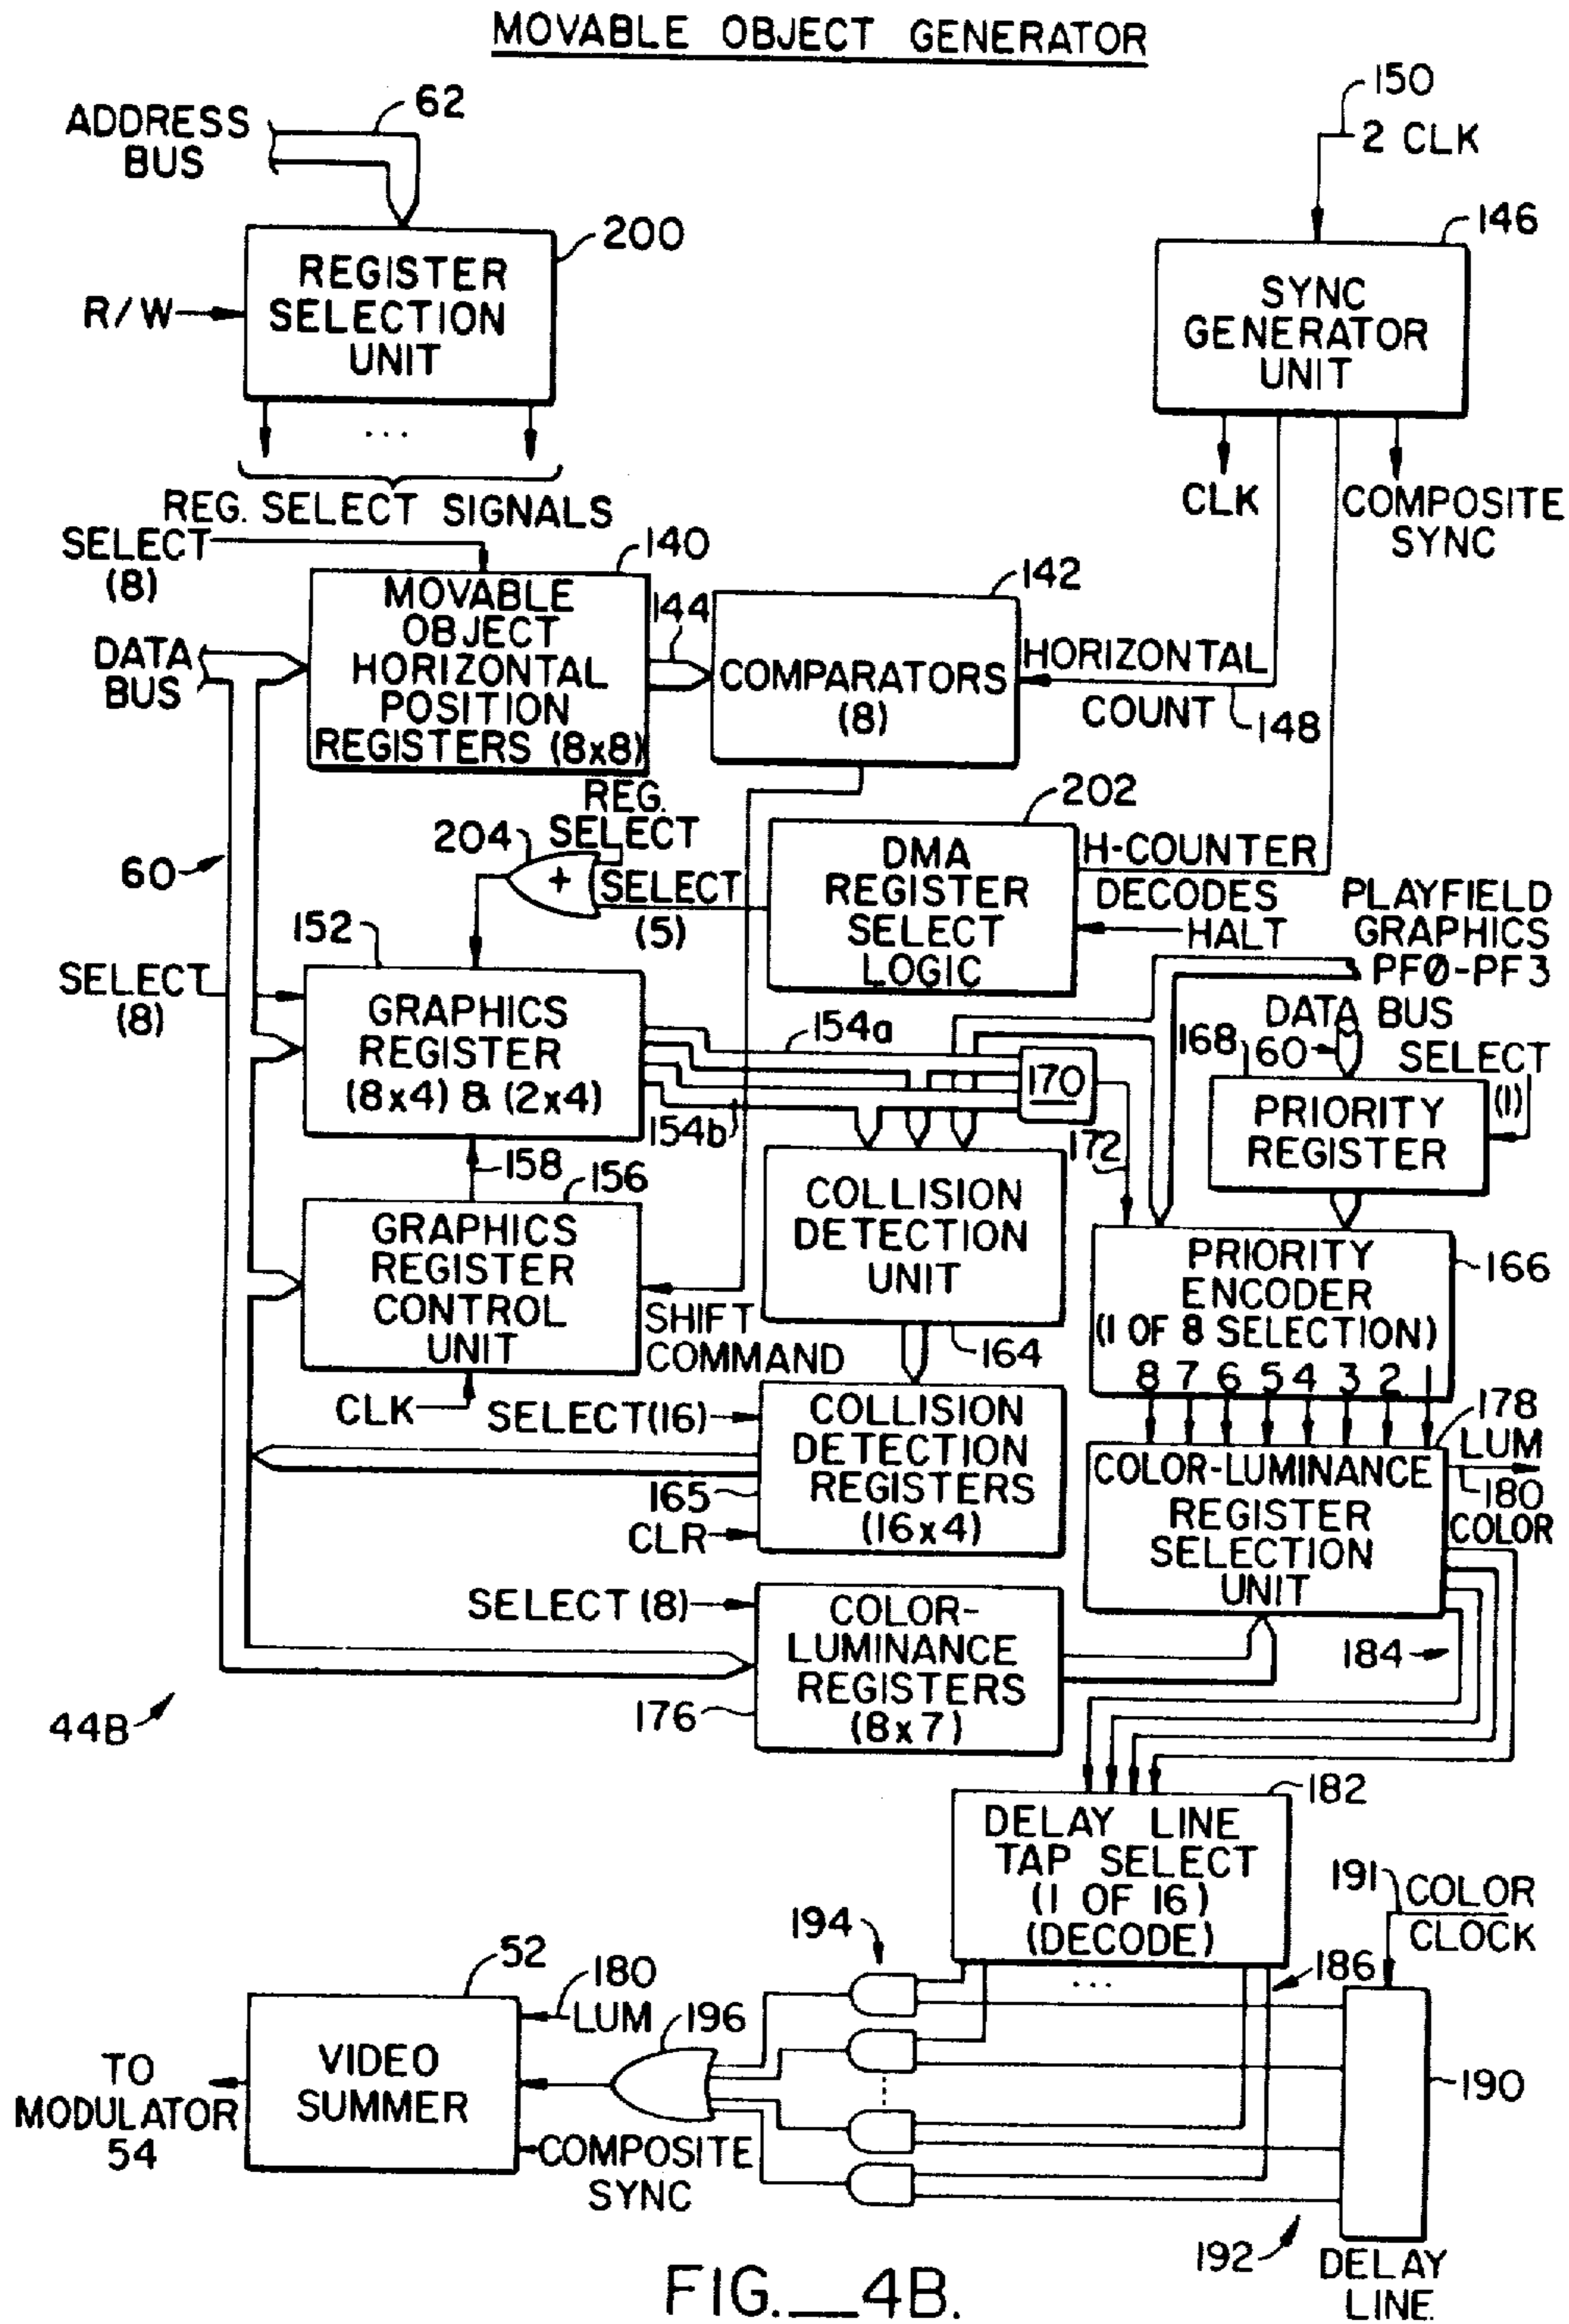 MOVABLE OBJECT GENERATOR
ADDRESS
BUS
62
150
2 CLK
REGISTER
SELECTION
UNIT
200
R/W
146
SYNC
GENERATOR
UNIT
...
REG. SELECT SIGNALS
CLK
COMPOSITE
SYNC
SELECT
(8)
140
MOVABLE
OBJECT
HORIZONTAL
POSITION
REGISTERS (8x8)
DATA
BUS
144
142
COMPARATORS
(8)
HORIZONTAL
COUNT
148
60
REG.
SELECT
204
+
SELECT
(5)
202
DMA
REGISTER
SELECT
LOGIC
H-COUNTER
DECODES
HALT
PLAYFIELD
GRAPHICS
PFØ-PF3
152
SELECT
(8)
GRAPHICS
REGISTER
(8x4) & (2x4)
154a
154b
170
172
DATA BUS
60
168
SELECT
(1)
PRIORITY
REGISTER
158
156
GRAPHICS
REGISTER
CONTROL
UNIT
CLK
SHIFT
COMMAND
COLLISION
DETECTION
UNIT
164
PRIORITY
ENCODER
(1 OF 8 SELECTION)
166
8 7 6 5 4 3 2 1
SELECT(16)
COLLISION
DETECTION
REGISTERS
(16x4)
165
CLR
178
LUM
180
COLOR
COLOR-LUMINANCE
REGISTER
SELECTION
UNIT
184
SELECT (8)
COLOR-
LUMINANCE
REGISTERS
(8x7)
176
44B
182
DELAY LINE
TAP SELECT
(1 OF 16)
(DECODE)
191
COLOR
CLOCK
194
...
186
52
180
LUM
196
VIDEO
SUMMER
TO
MODULATOR
54
COMPOSITE
SYNC
190
192
DELAY
LINE.
FIG. 4B.